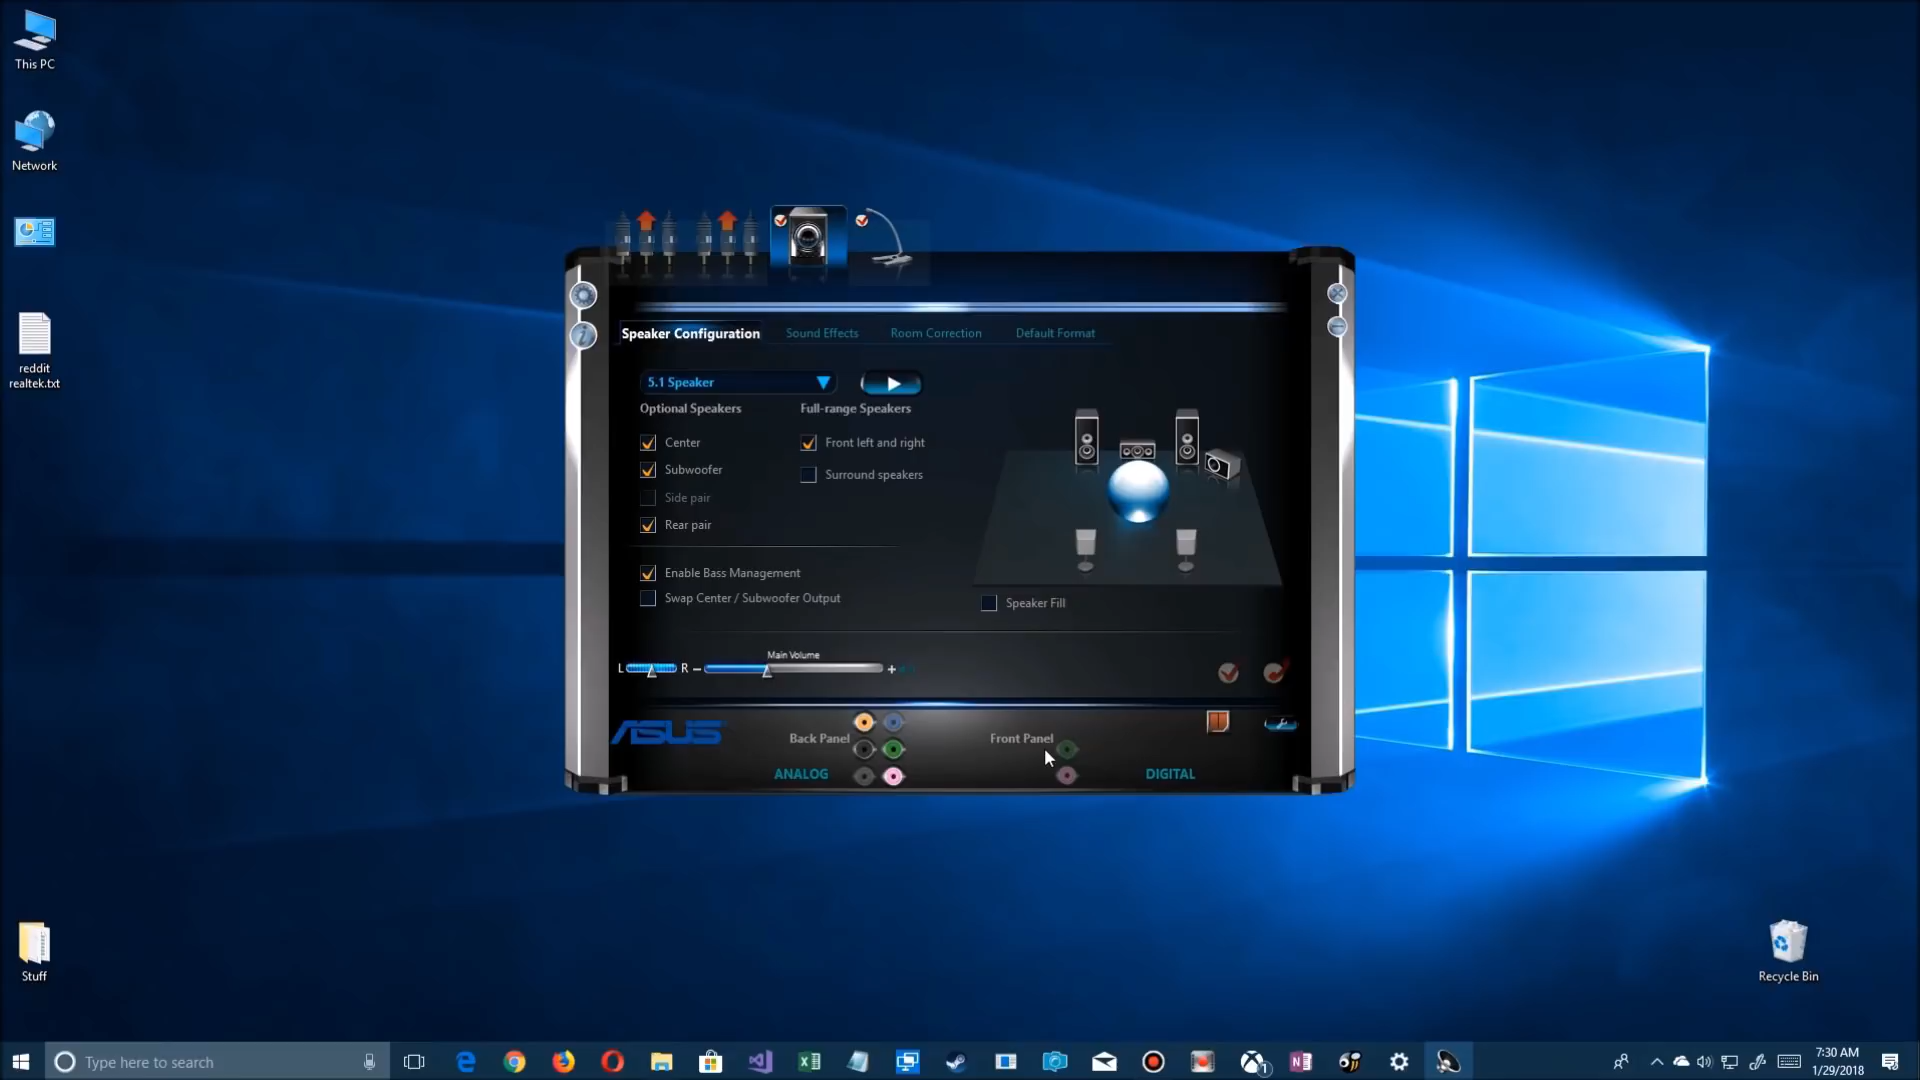 This PC
Network
reddit
realtek.txt
Stuff
Recycle Bin
Speaker Configuration
Sound Effects
Room Correction
Default Format
5.1 Speaker
Optional Speakers
Full-range Speakers
Center
Front left and right
Subwoofer
Surround speakers
Side pair
Rear pair
Enable Bass Management
Swap Center / Subwoofer Output
Speaker Fill
Main Volume
L
R
ASUS
Back Panel
Front Panel
ANALOG
DIGITAL
Type here to search
7:30 AM
1/29/2018